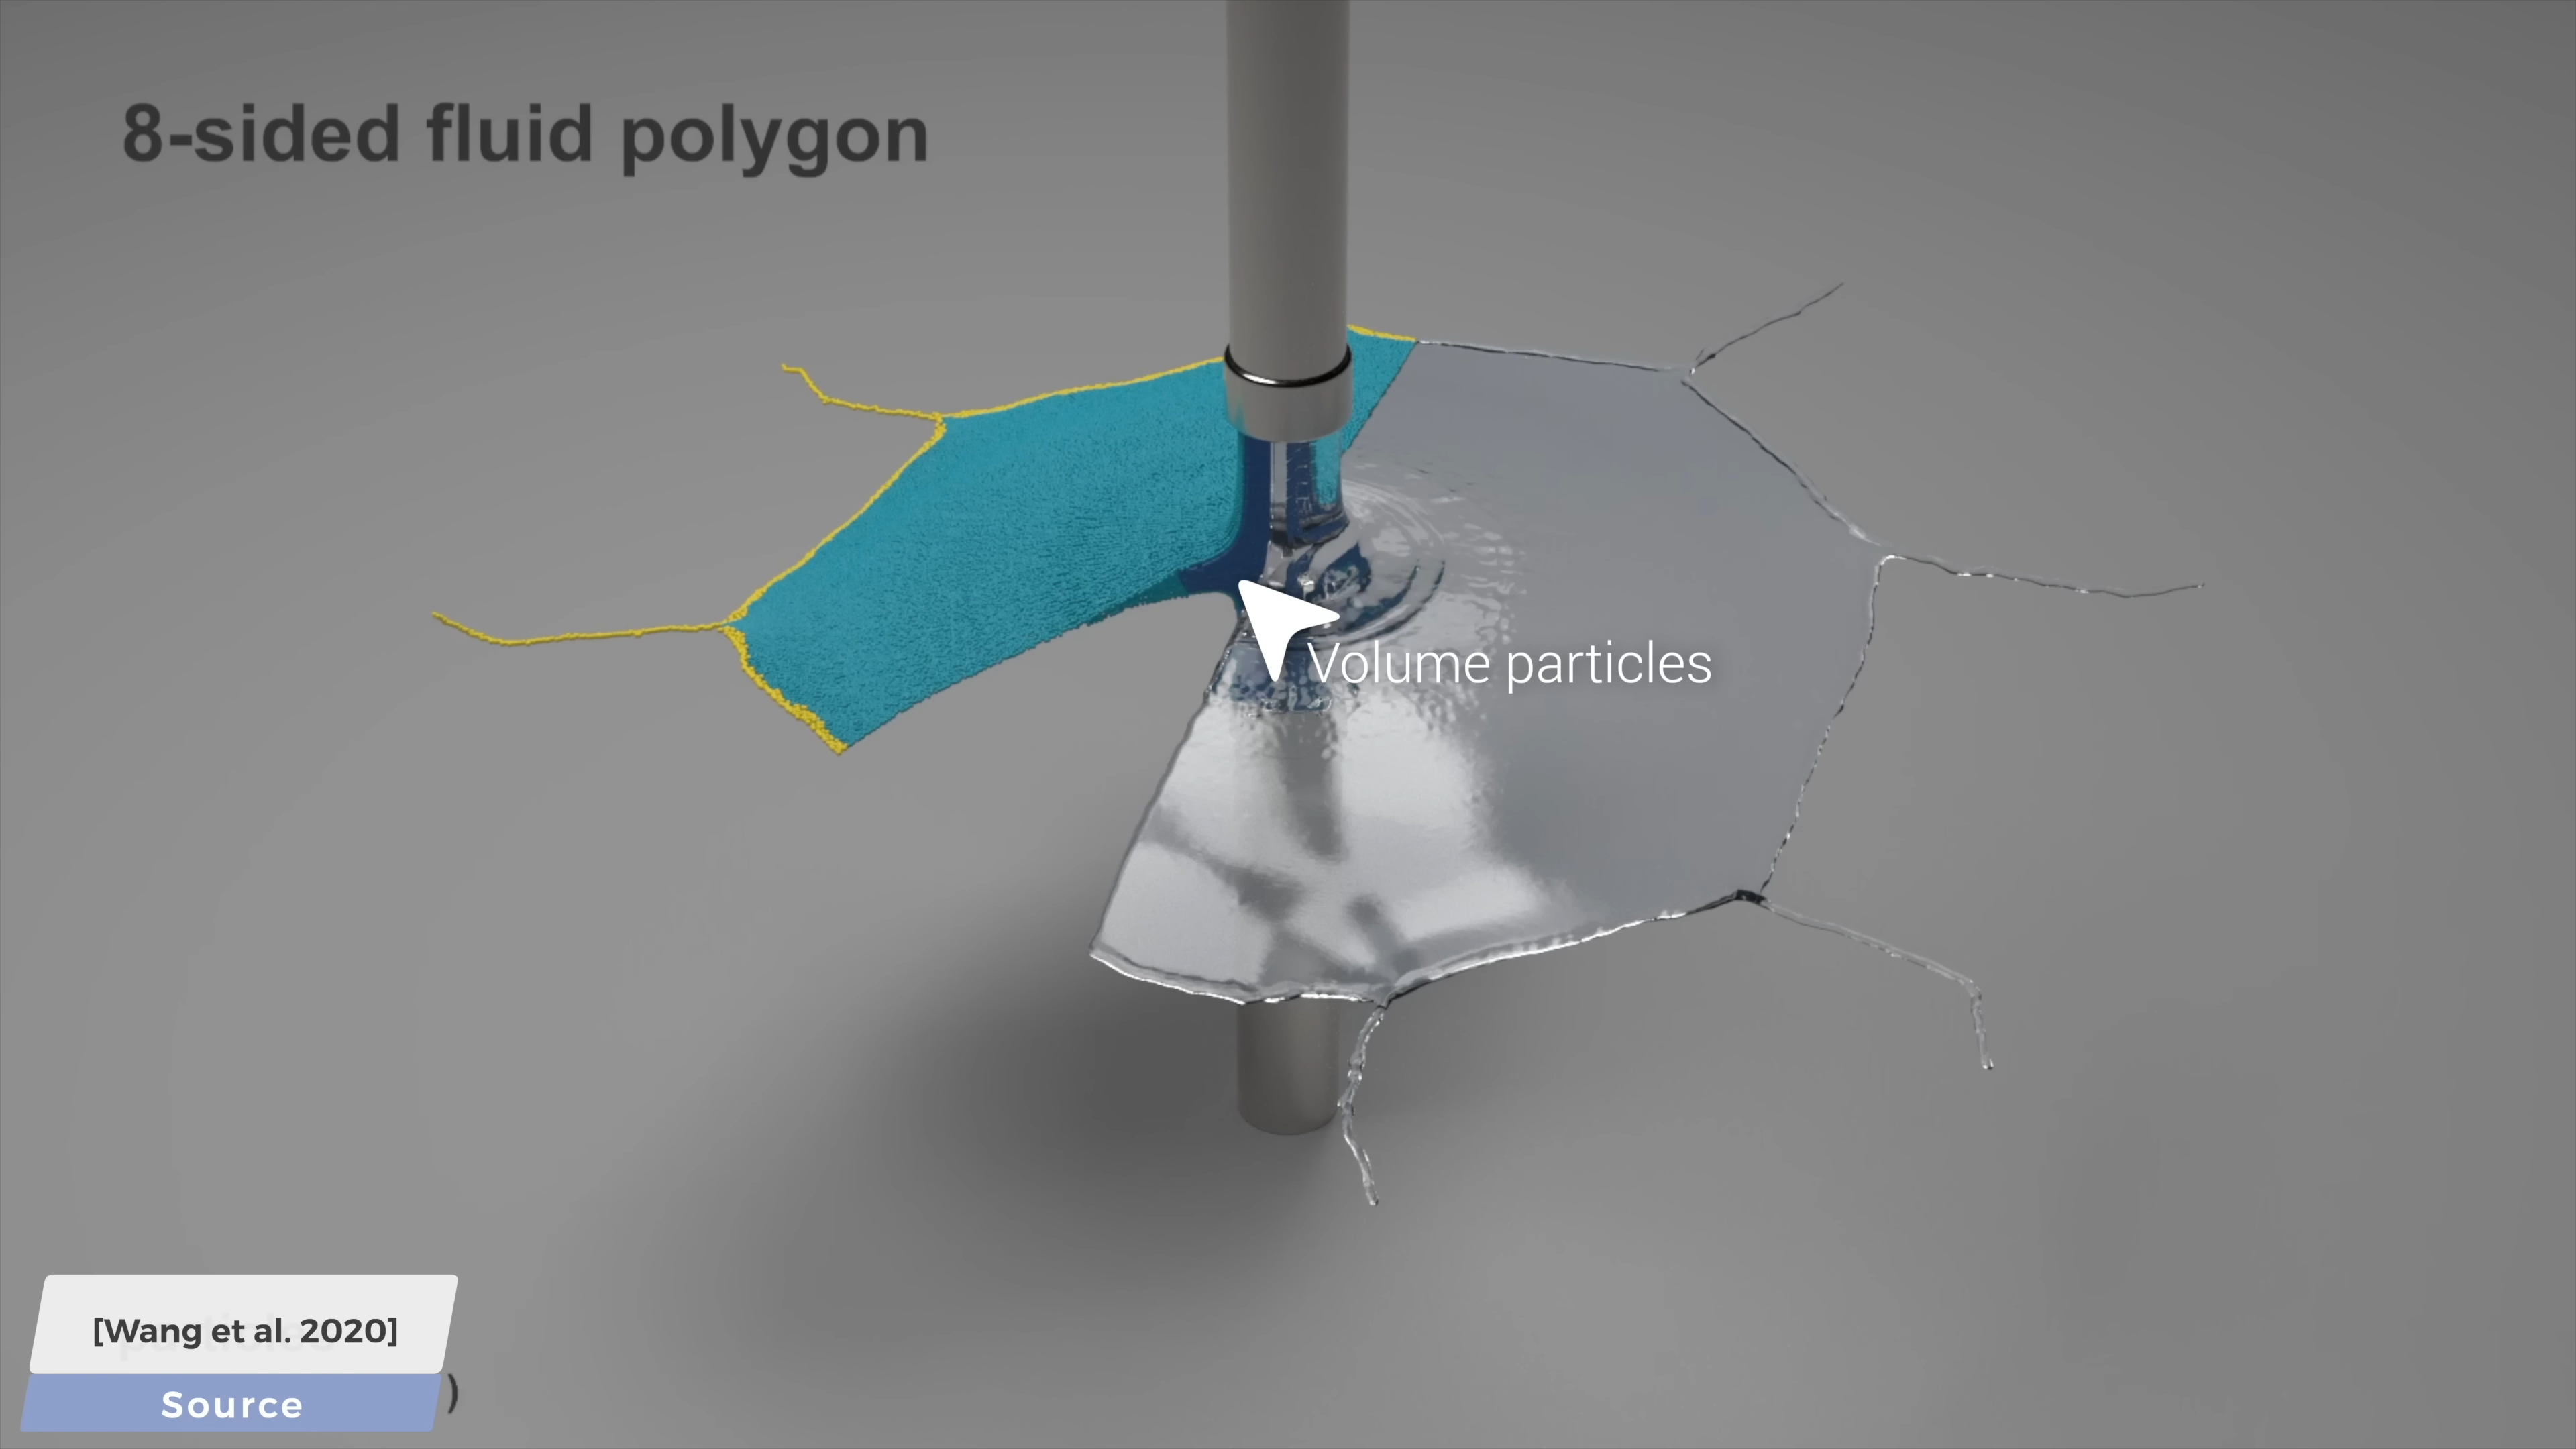 8-sided fluid polygon
Volume particles
[Wang et al. 2020]
Source
)